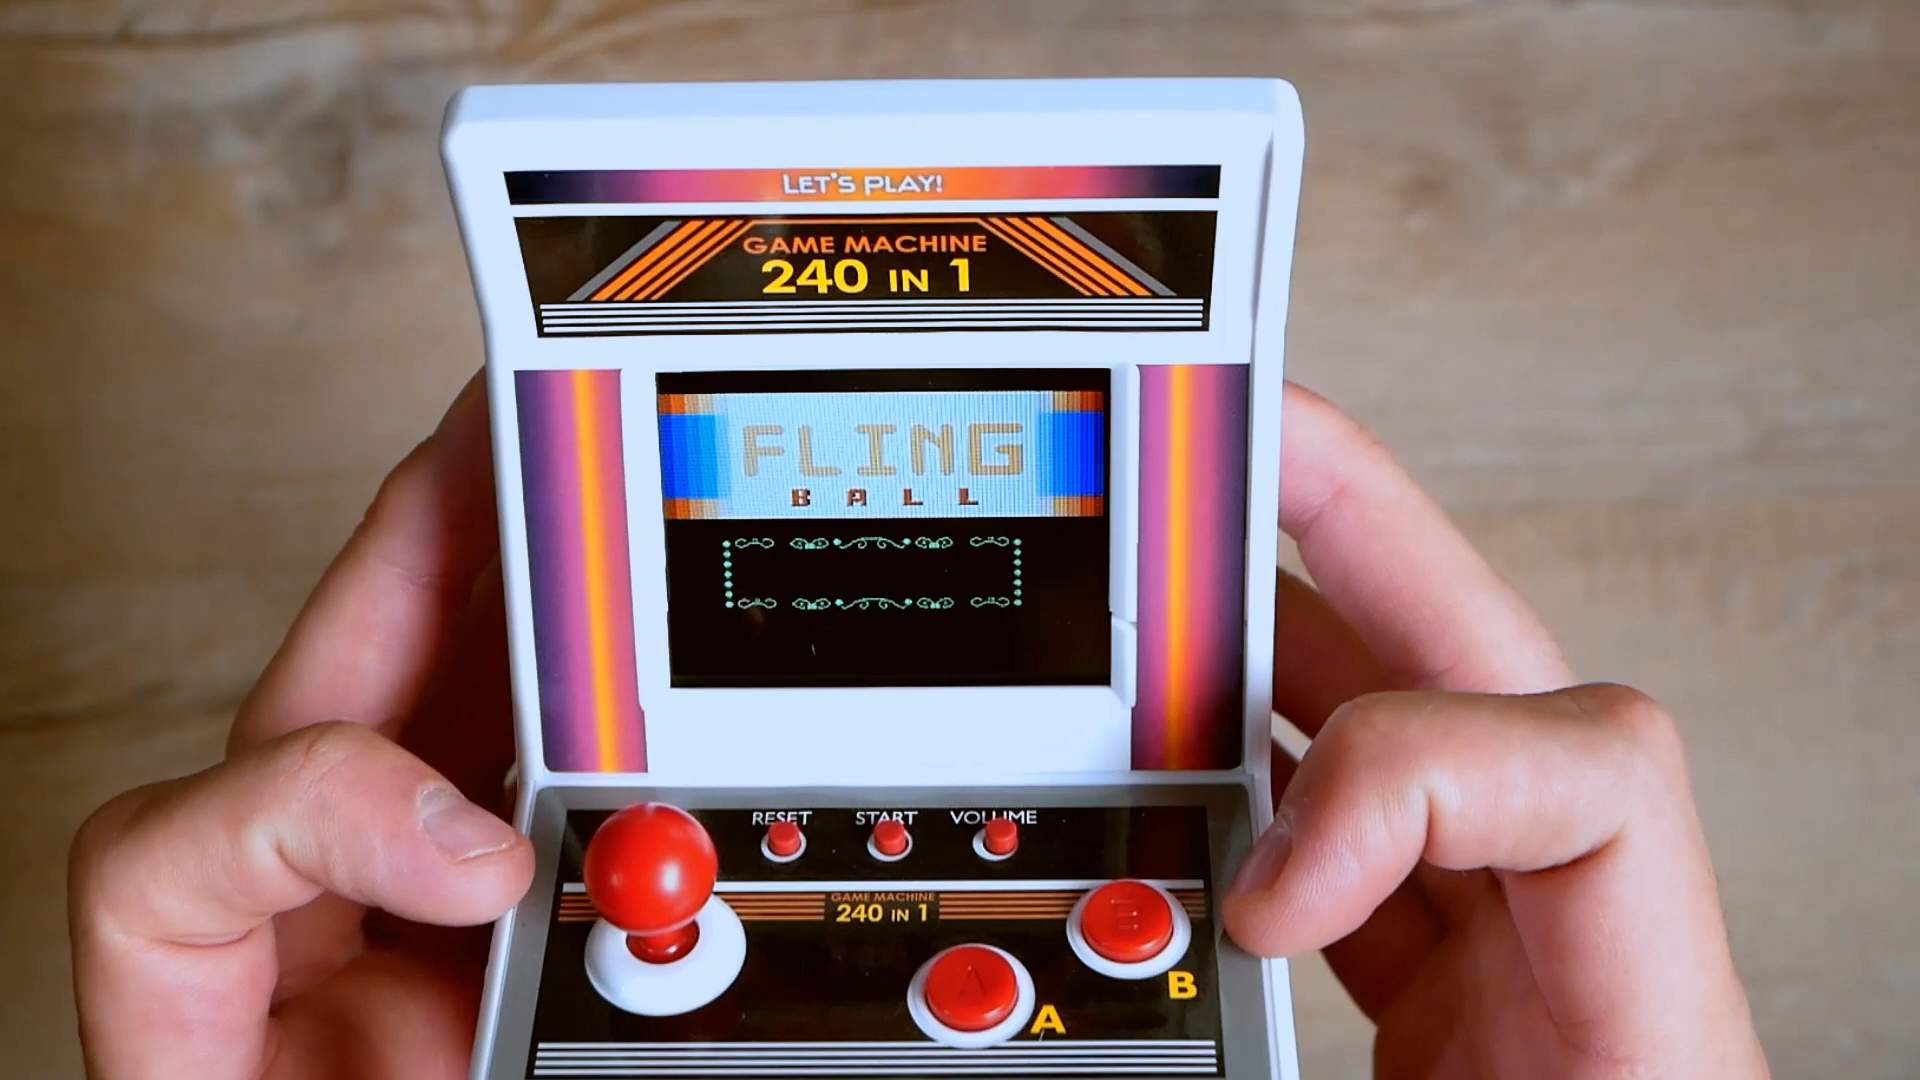 LET'S PLAY!
GAME MACHINE
240 IN 1
FLING
BALL
RESET START VOLUME
GAME MACHINE
240 IN 1
A
A
B
B